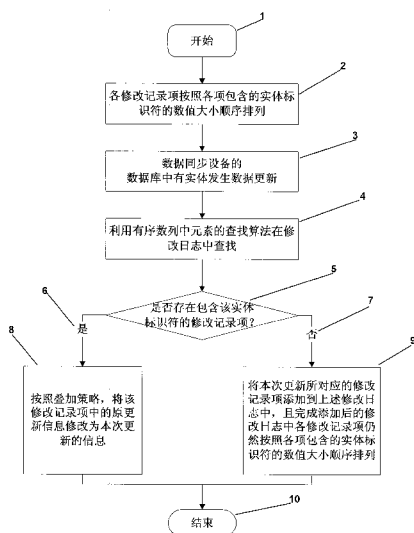 1
开始
2
各修改记录项按照各项包含的实体标
识符的数值大小顺序排列
3
数据同步设备的
数据库中有实体发生数据更新
4
利用有序数列中元素的查找算法在修
改日志中查找
5
是否存在包含该实体
标识符的修改记录项？
6
是
7
否
8
按照叠加策略，将该
修改记录项中的原更
新信息修改为本次更
新的信息
9
将本次更新所对应的修改
记录项添加到上述修改日
志中，且完成添加后的修
改日志中各修改记录项仍
然按照各项包含的实体标
识符的数值大小顺序排列
10
结束